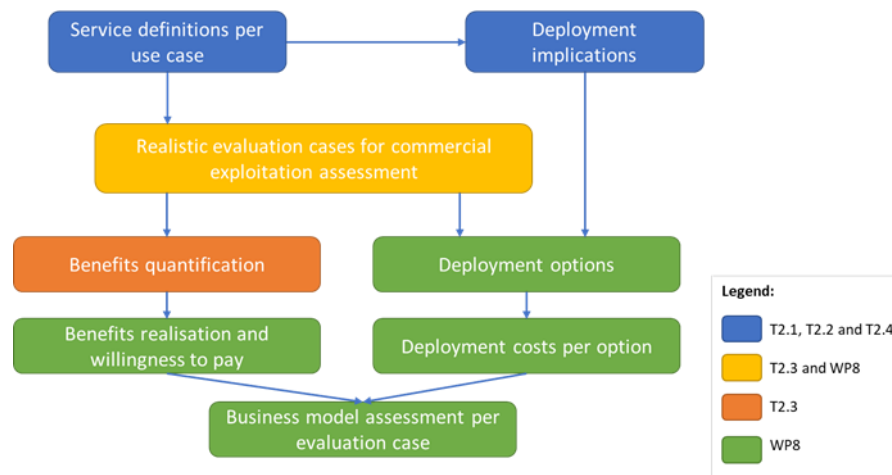 Service definitions per
use case
Deployment
implications
Realistic evaluation cases for commercial
exploitation assessment
Benefits quantification
Deployment options
Benefits realisation and
willingness to pay
Deployment costs per option
Business model assessment per
evaluation case
Legend:
T2.1, T2.2 and T2.4
T2.3 and WP8
T2.3
WP8